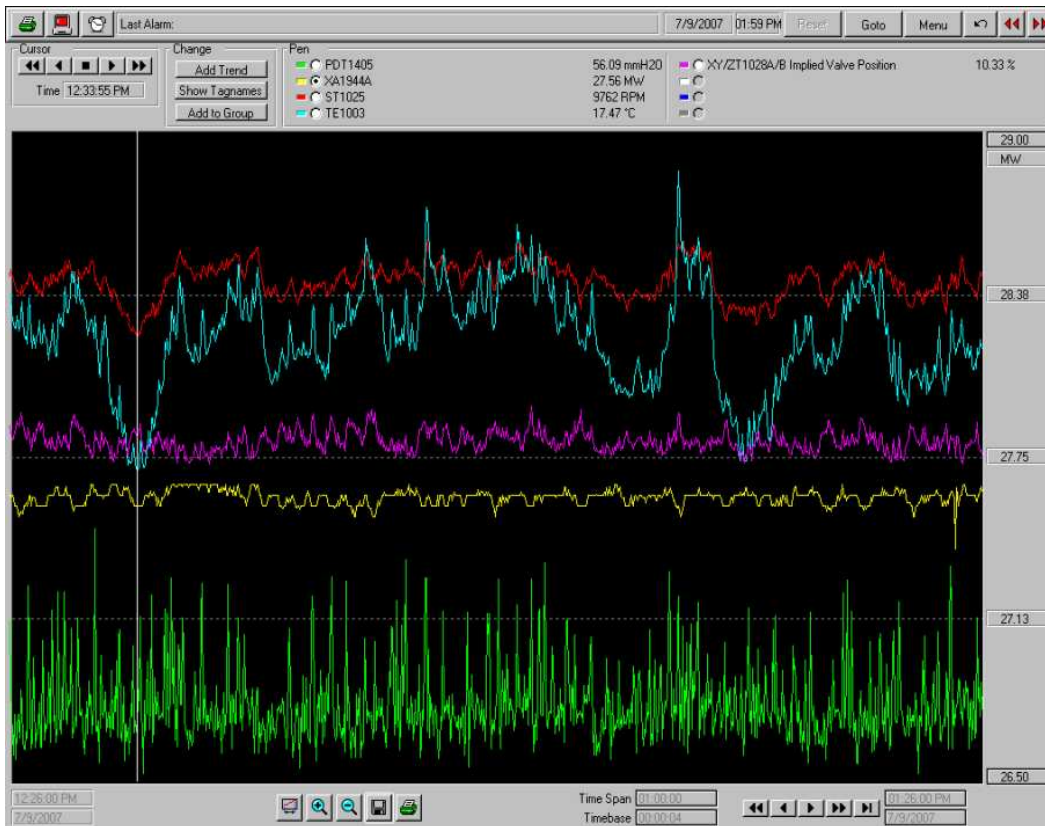 Last Alarm:
7/9/2007 01:59 PM Reset Goto Menu
Cursor
Time 12:33:55 PM
Change
Add Trend
Show Tagnames
Add to Group
Pen
PDT1405 56.09 mmH20
XA1944A 27.56 MW
ST1025 9762 RPM
TE1003 17.47 °C
XY/ZT1028A/B Implied Valve Position 10.33 %
29.00
MW
28.38
27.75
27.13
26.50
12:26:00 PM
7/9/2007
Time Span 01:00:00
Timebase 00:00:04
01:26:00 PM
7/9/2007